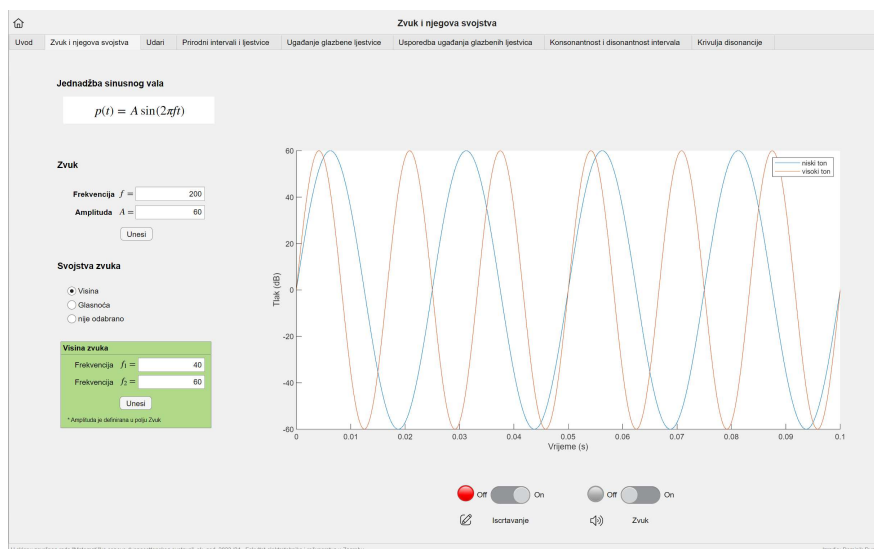 Zvuk i njegova svojstva
Uvod Zvuk i njegova svojstva Udari Prirodni intervali i ljestvice Ugađanje glazbene ljestvice Usporedba ugađanja glazbenih ljestvica Konsonantnost i disonantnost intervala Krivulja disonancije
Jednadžba sinusnog vala
p(t) = A sin(2πft)
Zvuk
Frekvencija f = 200
Amplituda A = 60
Unesi
Svojstva zvuka
Visina
Glasnoća
nije odabrano
Visina zvuka
Frekvencija f₁ = 40
Frekvencija f₂ = 60
Unesi
* Amplituda je definirana u polju Zvuk
niski ton
visoki ton
60
40
20
0
-20
-40
-60
Tlak (dB)
0 0.01 0.02 0.03 0.04 0.05 0.06 0.07 0.08 0.09 0.1
Vrijeme (s)
Off On Off On
Iscrtavanje Zvuk